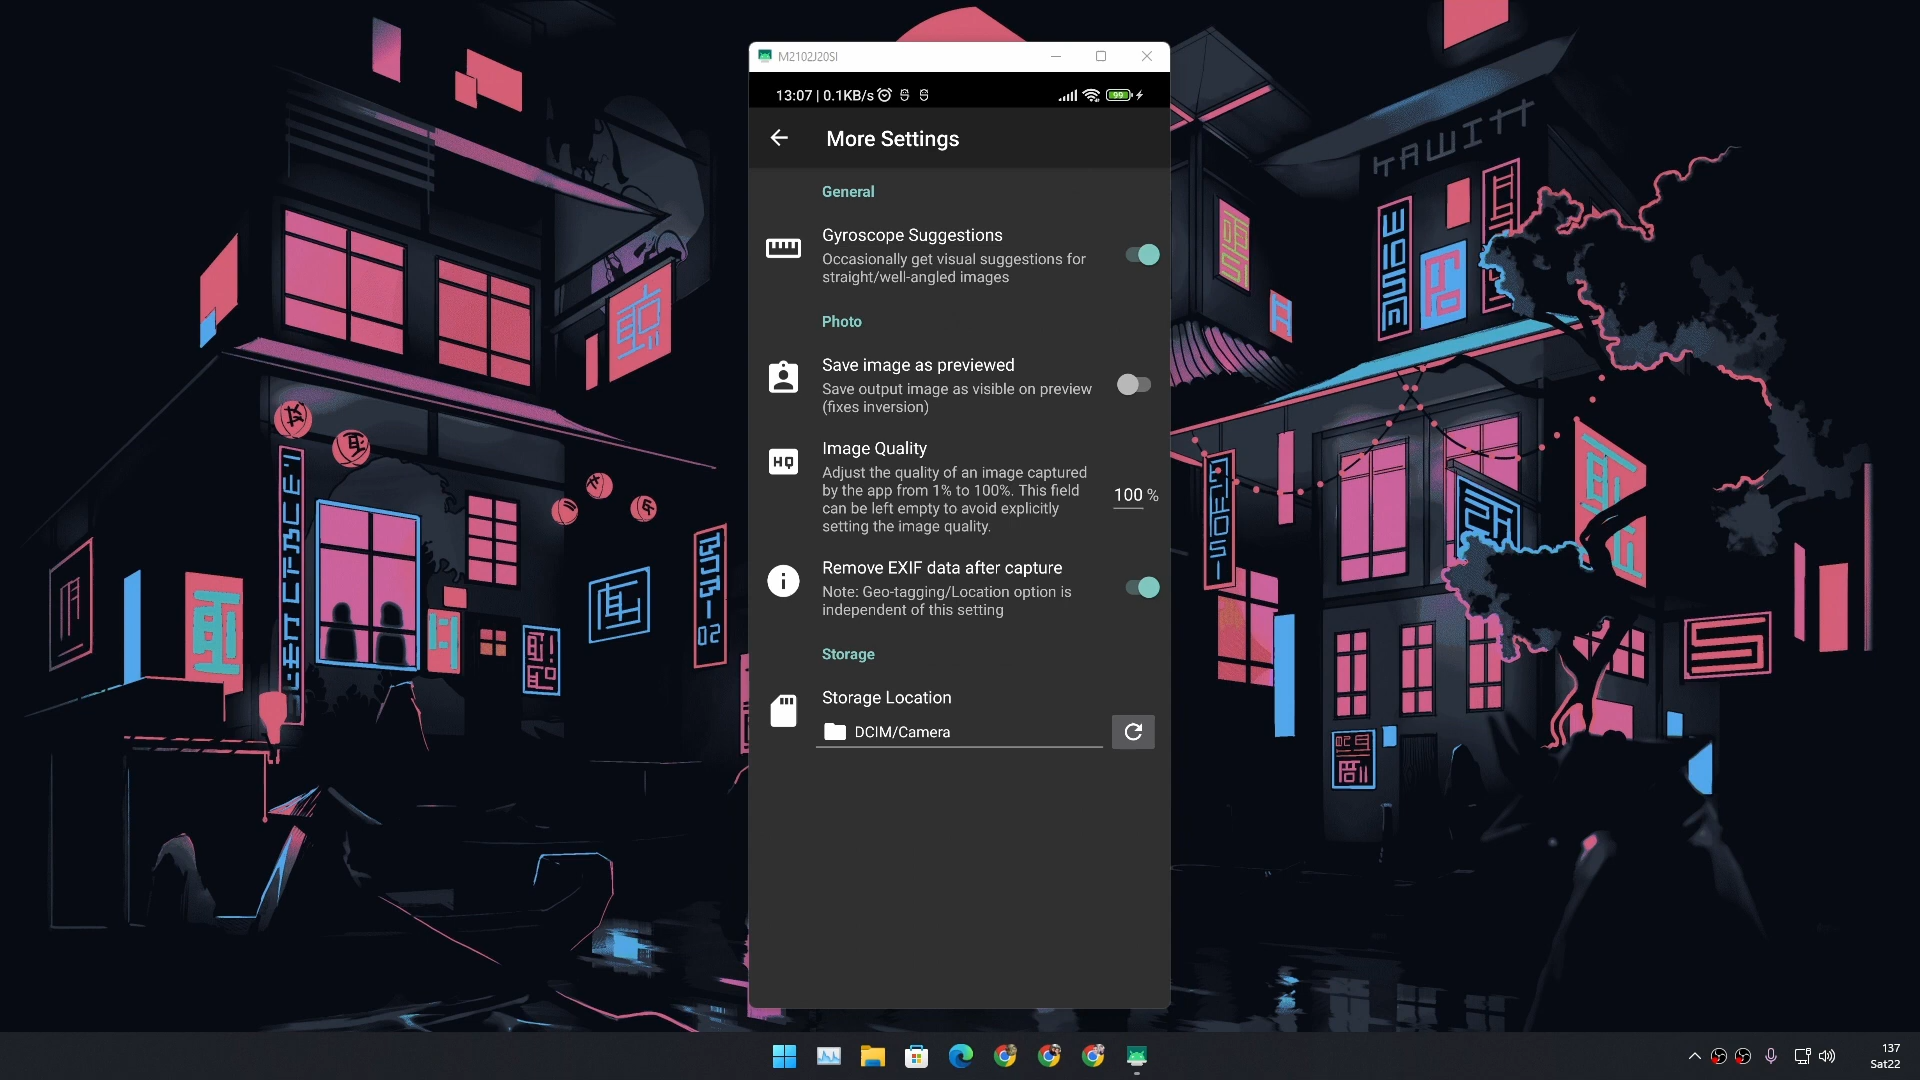 M2102J20SI
13:07 | 0.1KB/s
99
More Settings
General
Gyroscope Suggestions
Occasionally get visual suggestions for
straight/well-angled images
Photo
Save image as previewed
Save output image as visible on preview
(fixes inversion)
HQ
Image Quality
Adjust the quality of an image captured
by the app from 1% to 100%. This field
can be left empty to avoid explicitly
setting the image quality.
100 %
Remove EXIF data after capture
Note: Geo-tagging/Location option is
independent of this setting
Storage
Storage Location
DCIM/Camera
137
Sat22